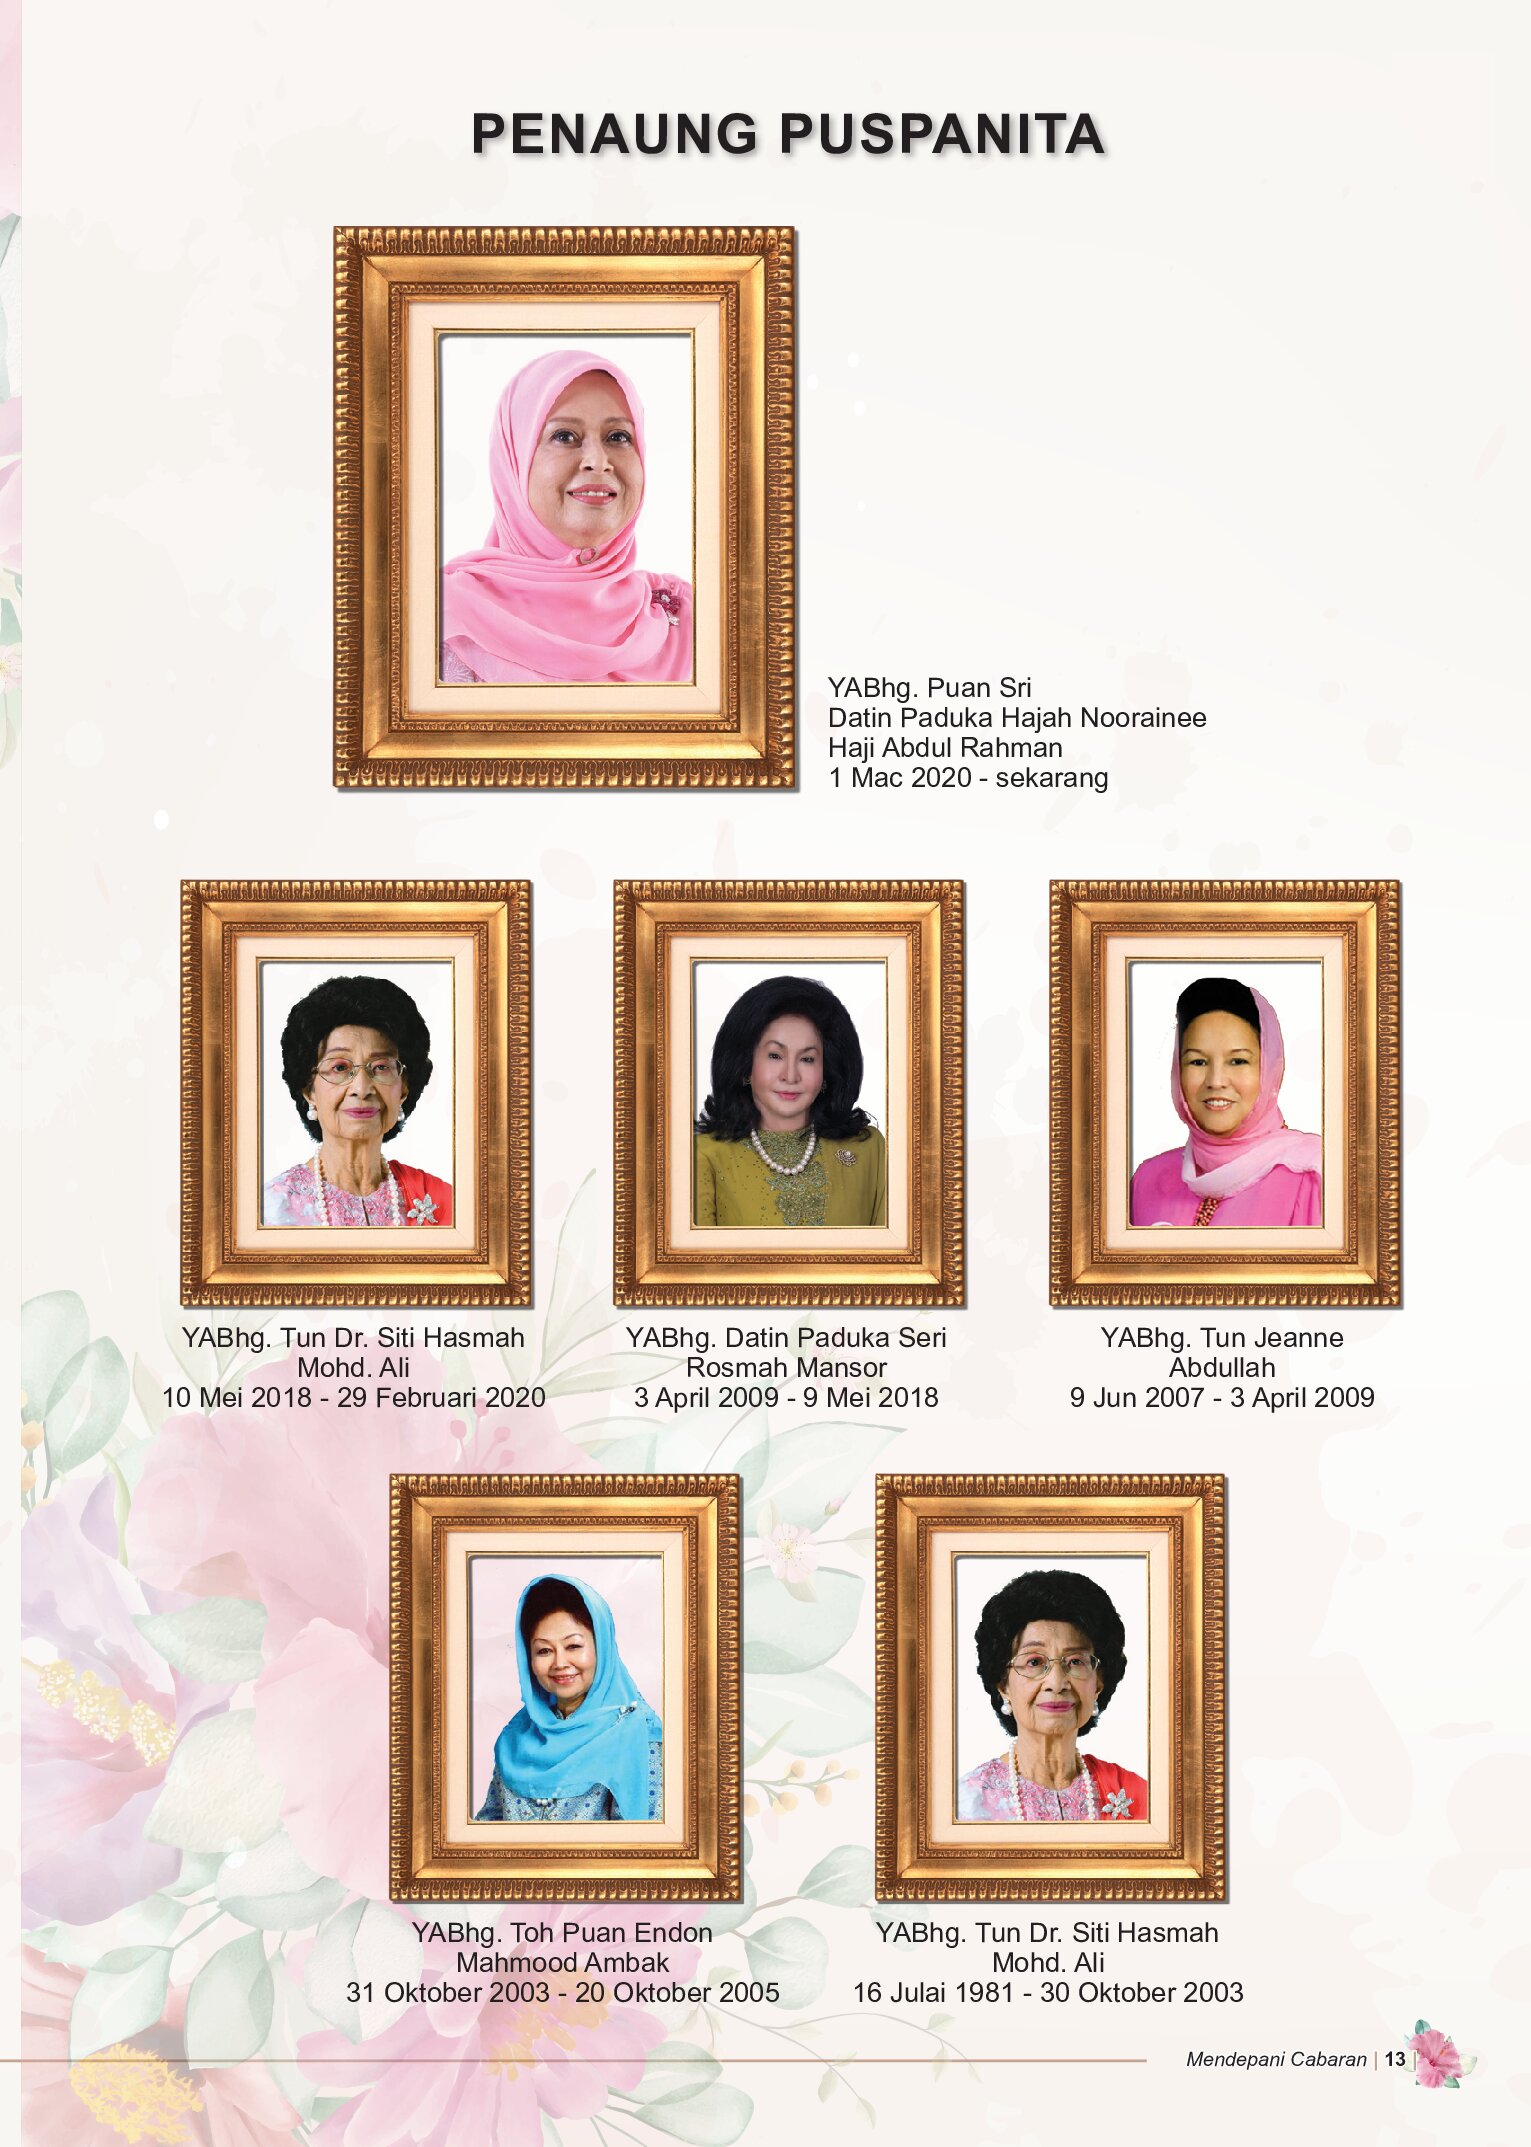 PENAUNG PUSPANITA
YABhg. Puan Sri
Datin Paduka Hajah Noorainee
Haji Abdul Rahman
1 Mac 2020 - sekarang
YABhg. Tun Dr. Siti Hasmah
Mohd. Ali
10 Mei 2018 - 29 Februari 2020
YABhg. Datin Paduka Seri
Rosmah Mansor
3 April 2009 - 9 Mei 2018
YABhg. Tun Jeanne
Abdullah
9 Jun 2007 - 3 April 2009
YABhg. Toh Puan Endon
Mahmood Ambak
31 Oktober 2003 - 20 Oktober 2005
YABhg. Tun Dr. Siti Hasmah
Mohd. Ali
16 Julai 1981 - 30 Oktober 2003
Mendepani Cabaran | 13 |